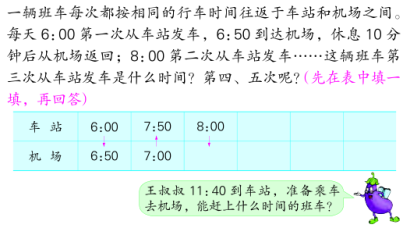 一辆班车每次都按相同的行车时间往返于车站和机场之间。
每天6:00第一次从车站发车，6:50到达机场，休息10分
钟后从机场返回；8:00第二次从车站发车……这辆班车第
三次从车站发车是什么时间？第四、五次呢？(先在表中填一
填，再回答)
车 站 6:00 7:50 8:00
机 场 6:50 7:00
王叔叔11:40到车站，准备乘车
去机场，能赶上什么时间的班车？